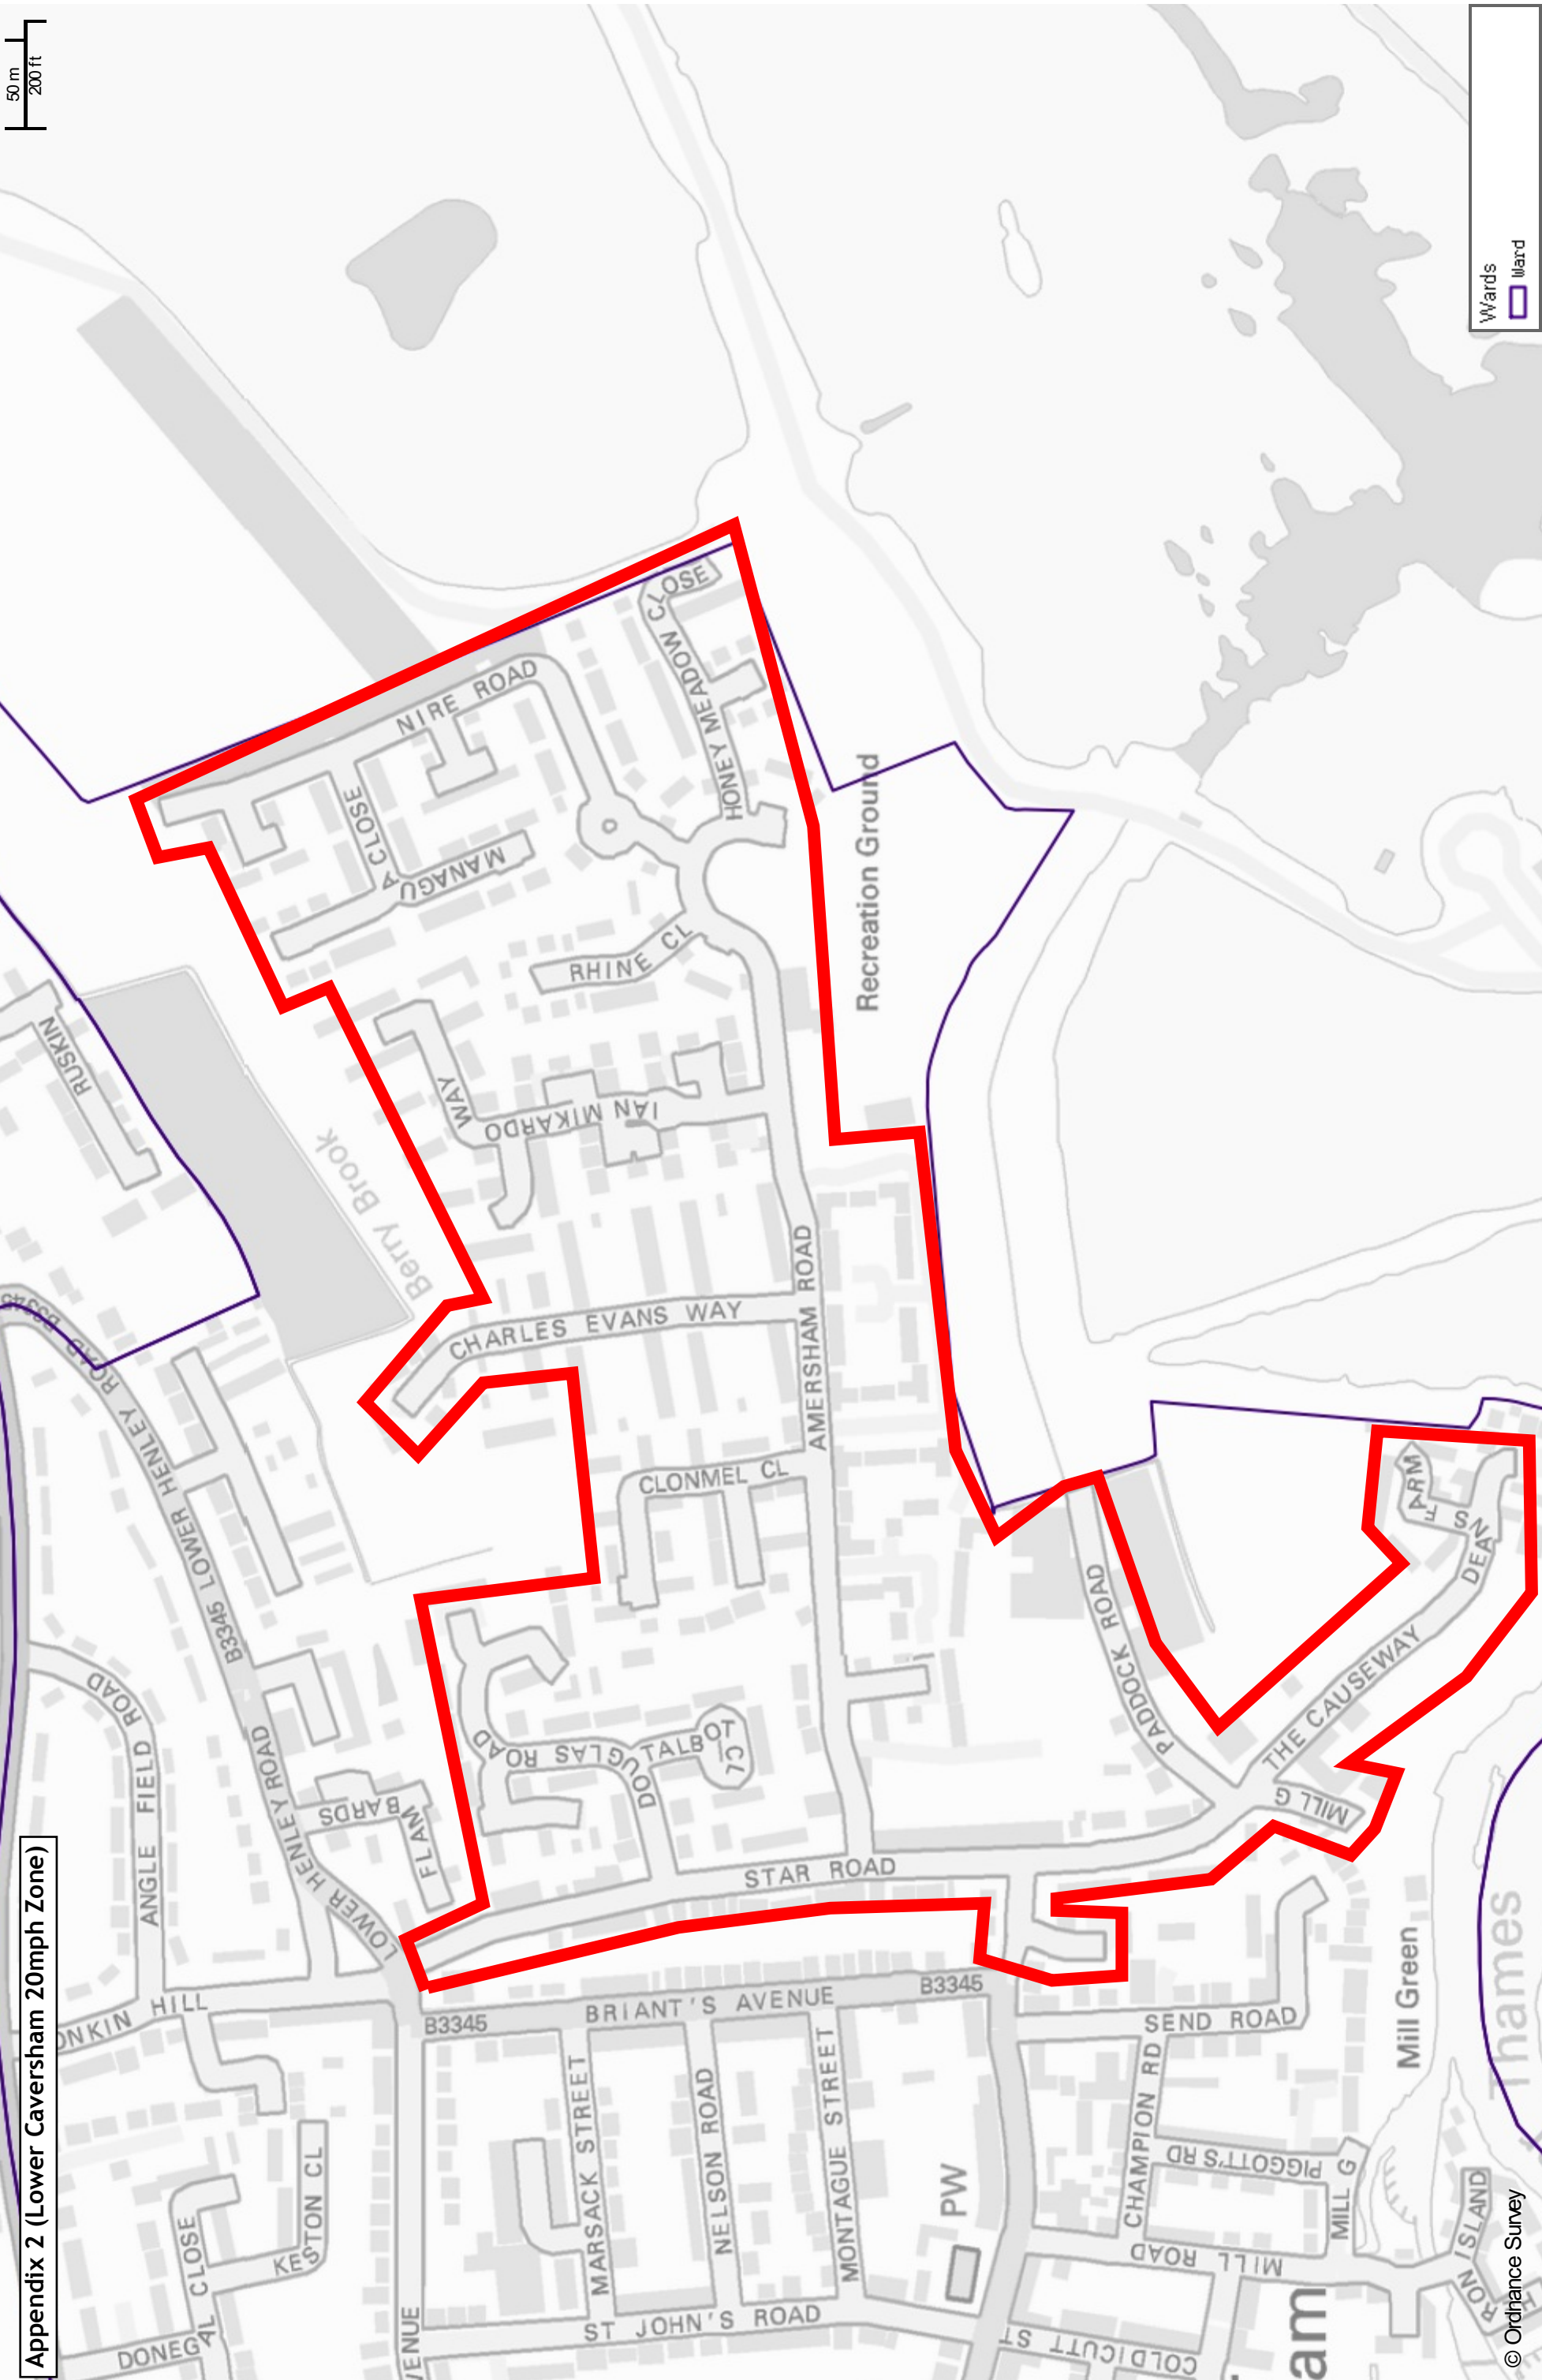 Appendix 2 (Lower Caversham 20mph Zone)
50 m
200 ft
Wards
Ward
© Ordnance Survey
RUSKIN
Berry Brook
B3345 LOWER HENLEY ROAD
LOWER HENLEY ROAD
ANGLE FIELD ROAD
HILL
DONEGAL CLOSE
KESTON CL
FLAMBARDS
NIRE ROAD
MANAGUA CLOSE
HONEY MEADOW CLOSE
RHINE CL
IAN MIKARDO WAY
CHARLES EVANS WAY
AMERSHAM ROAD
CLONMEL CL
DOUGLAS ROAD
TALBOT CL
STAR ROAD
Recreation Ground
PADDOCK ROAD
THE CAUSEWAY
DEANS FARM
MILL G
B3345
BRIANT'S AVENUE
B3345
MARSACK STREET
NELSON ROAD
MONTAGUE STREET
ST JOHN'S ROAD
PW
SEND ROAD
CHAMPION RD
PIGGOTT'S RD
MILL G
MILL ROAD
COLDICUTT ST
Mill Green
Thames
ISLAND